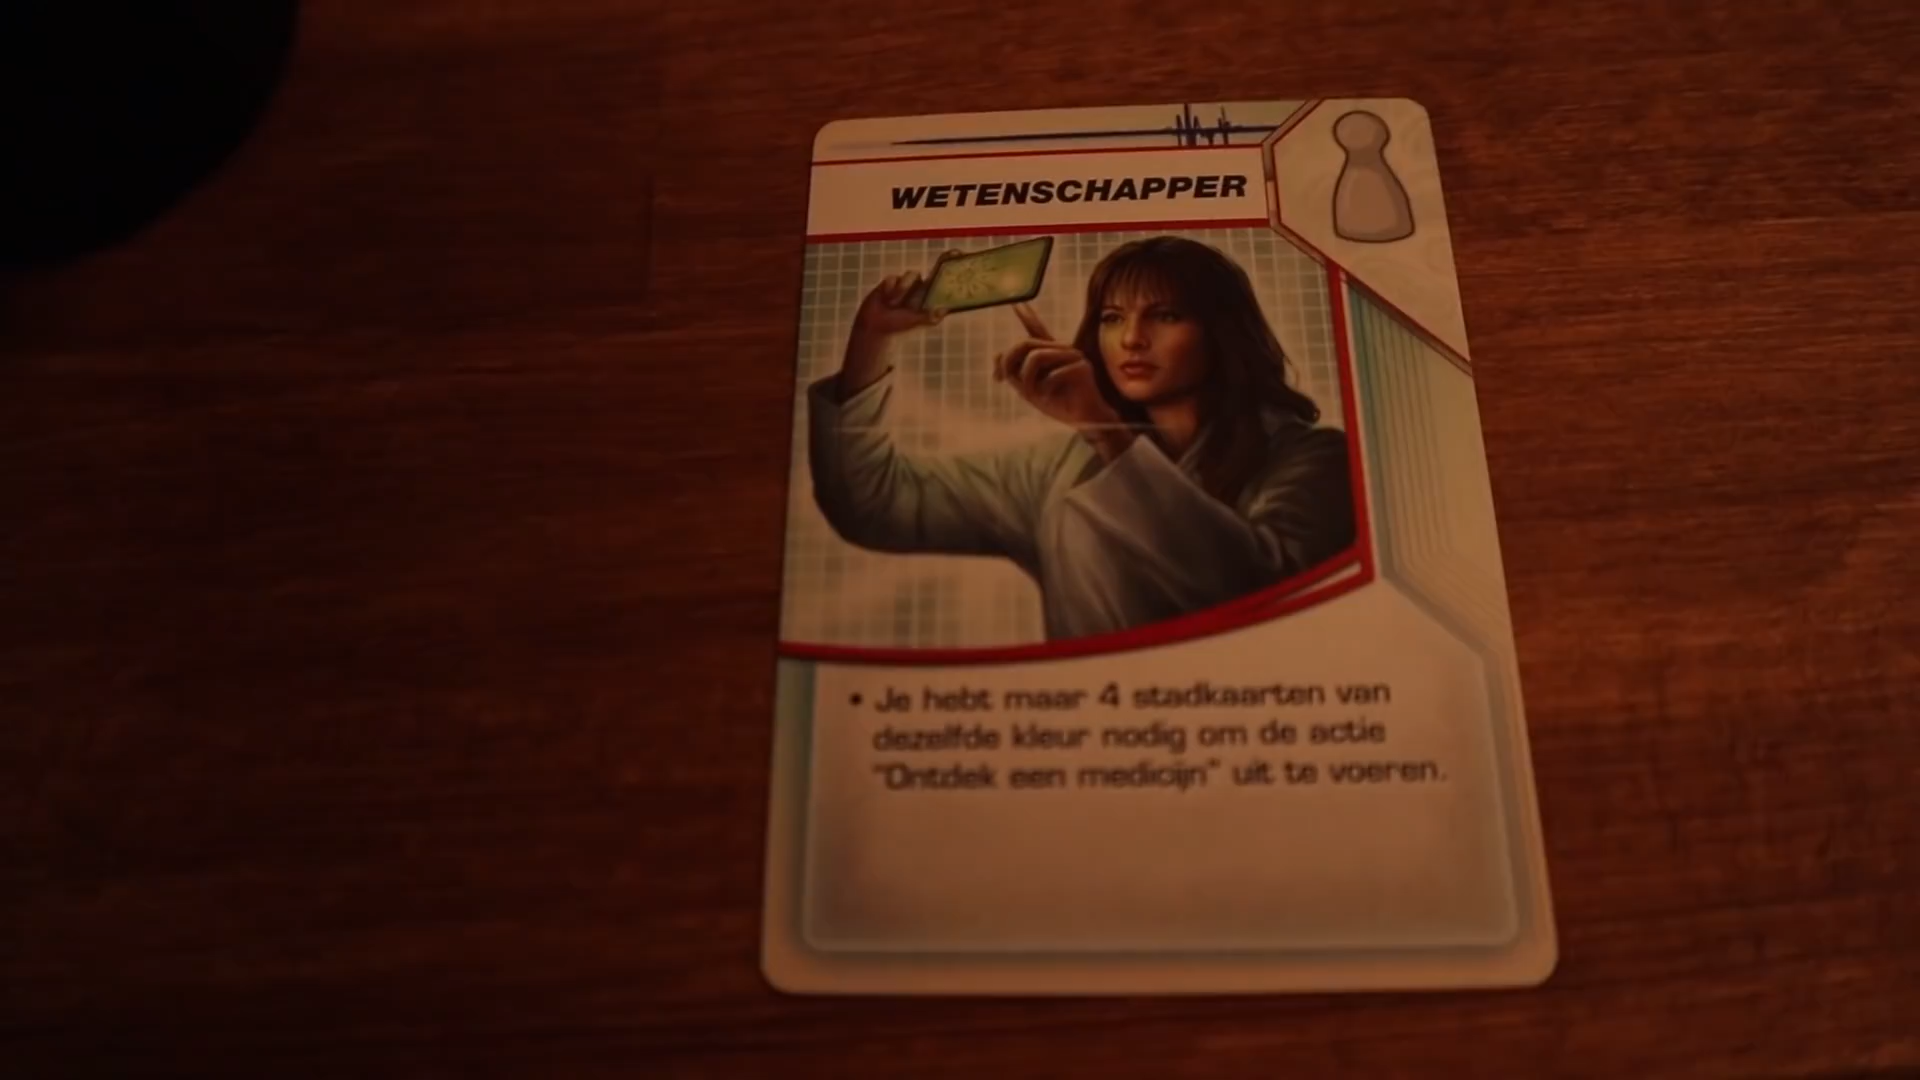 WETENSCHAPPER
• Je hebt maar 4 stadkaarten van
dezelfde kleur nodig om de actie
"Ontdek een medicijn" uit te voeren.